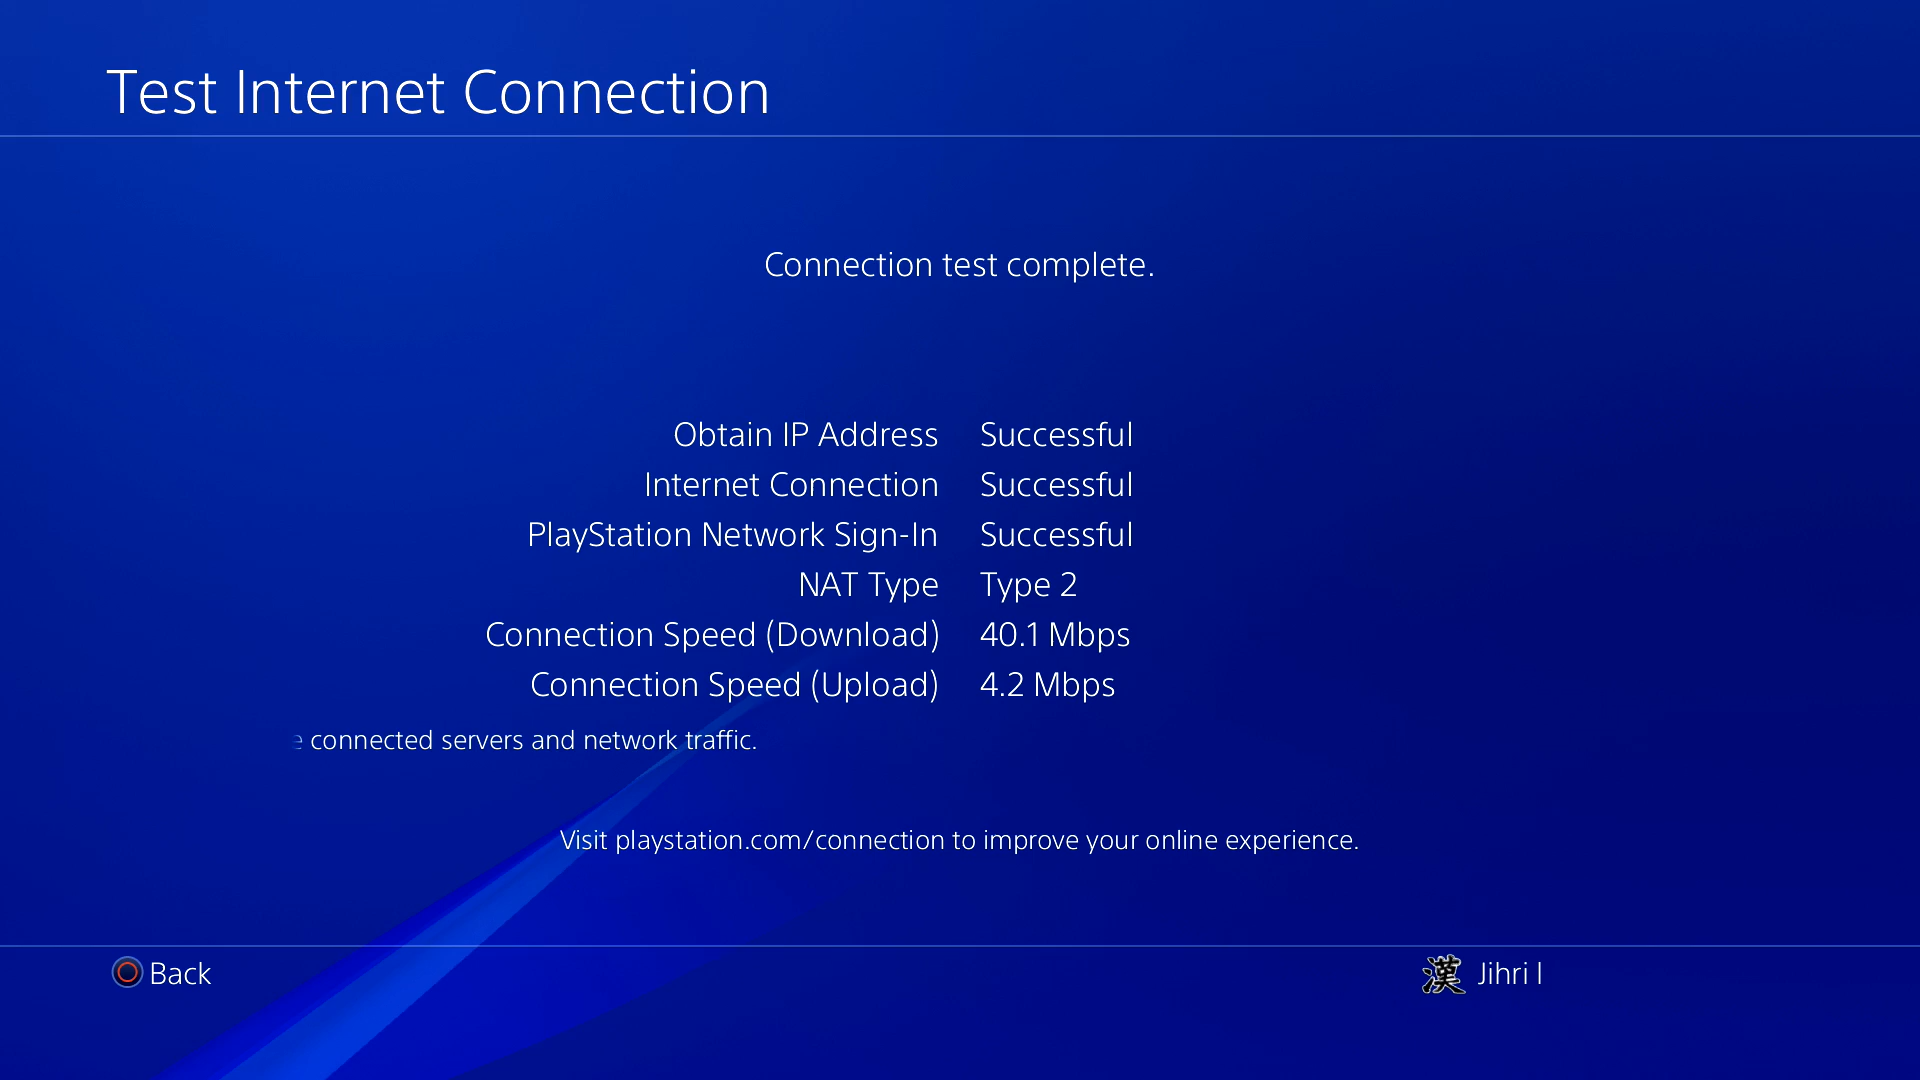 Test Internet Connection
Connection test complete.
Obtain IP Address Successful
Internet Connection Successful
PlayStation Network Sign-In Successful
NAT Type Type 2
Connection Speed (Download) 40.1 Mbps
Connection Speed (Upload) 4.2 Mbps
e connected servers and network traffic.
Visit playstation.com/connection to improve your online experience.
Back 漢 Jihri l